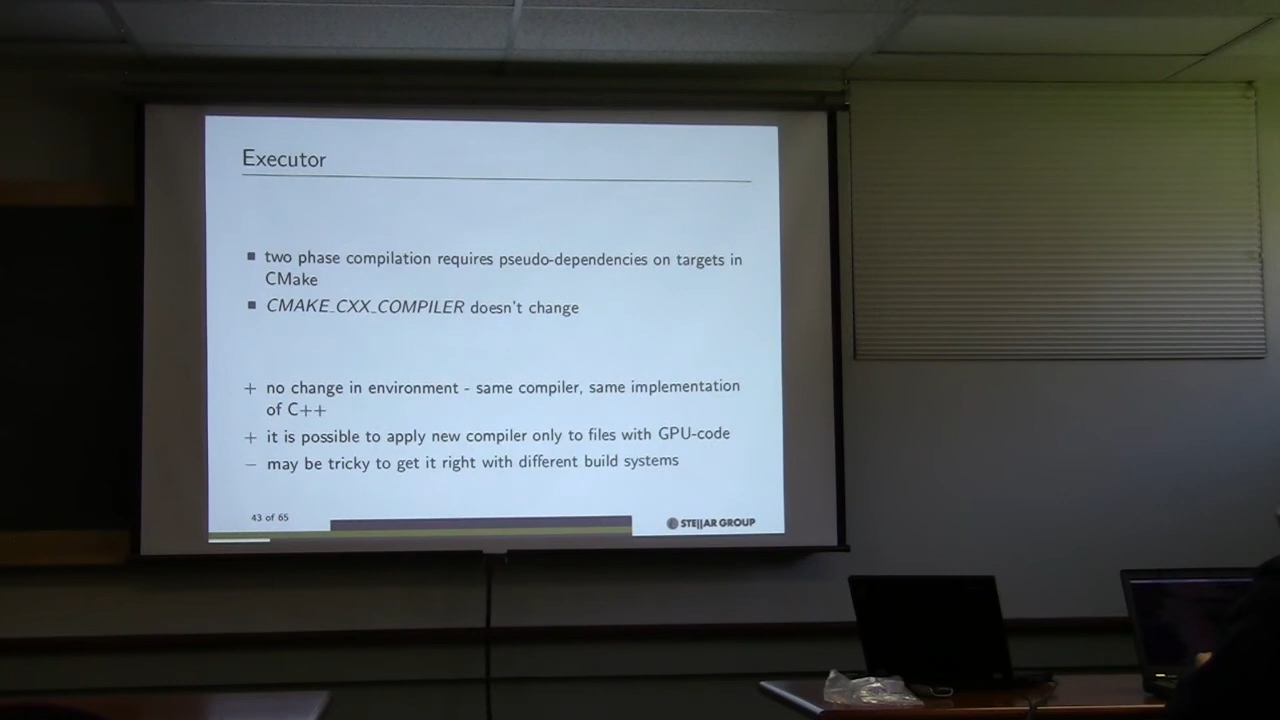 Executor
▪ two phase compilation requires pseudo-dependencies on targets in
CMake
▪ CMAKE_CXX_COMPILER doesn't change
+ no change in environment - same compiler, same implementation
of C++
+ it is possible to apply new compiler only to files with GPU-code
− may be tricky to get it right with different build systems
43 of 65
STE||AR GROUP